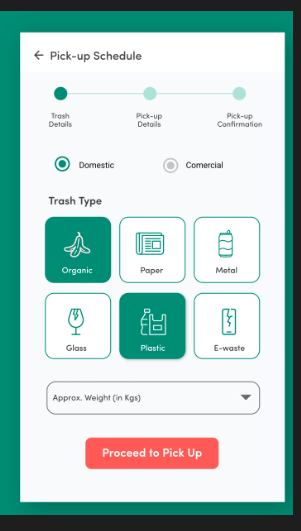 Pick-up Schedule
Trash
Details
Pick-up
Details
Pick-up
Confirmation
Domestic
Comercial
Trash Type
Organic
Paper
Metal
Glass
Plastic
E-waste
Approx. Weight (in Kgs)
Proceed to Pick Up